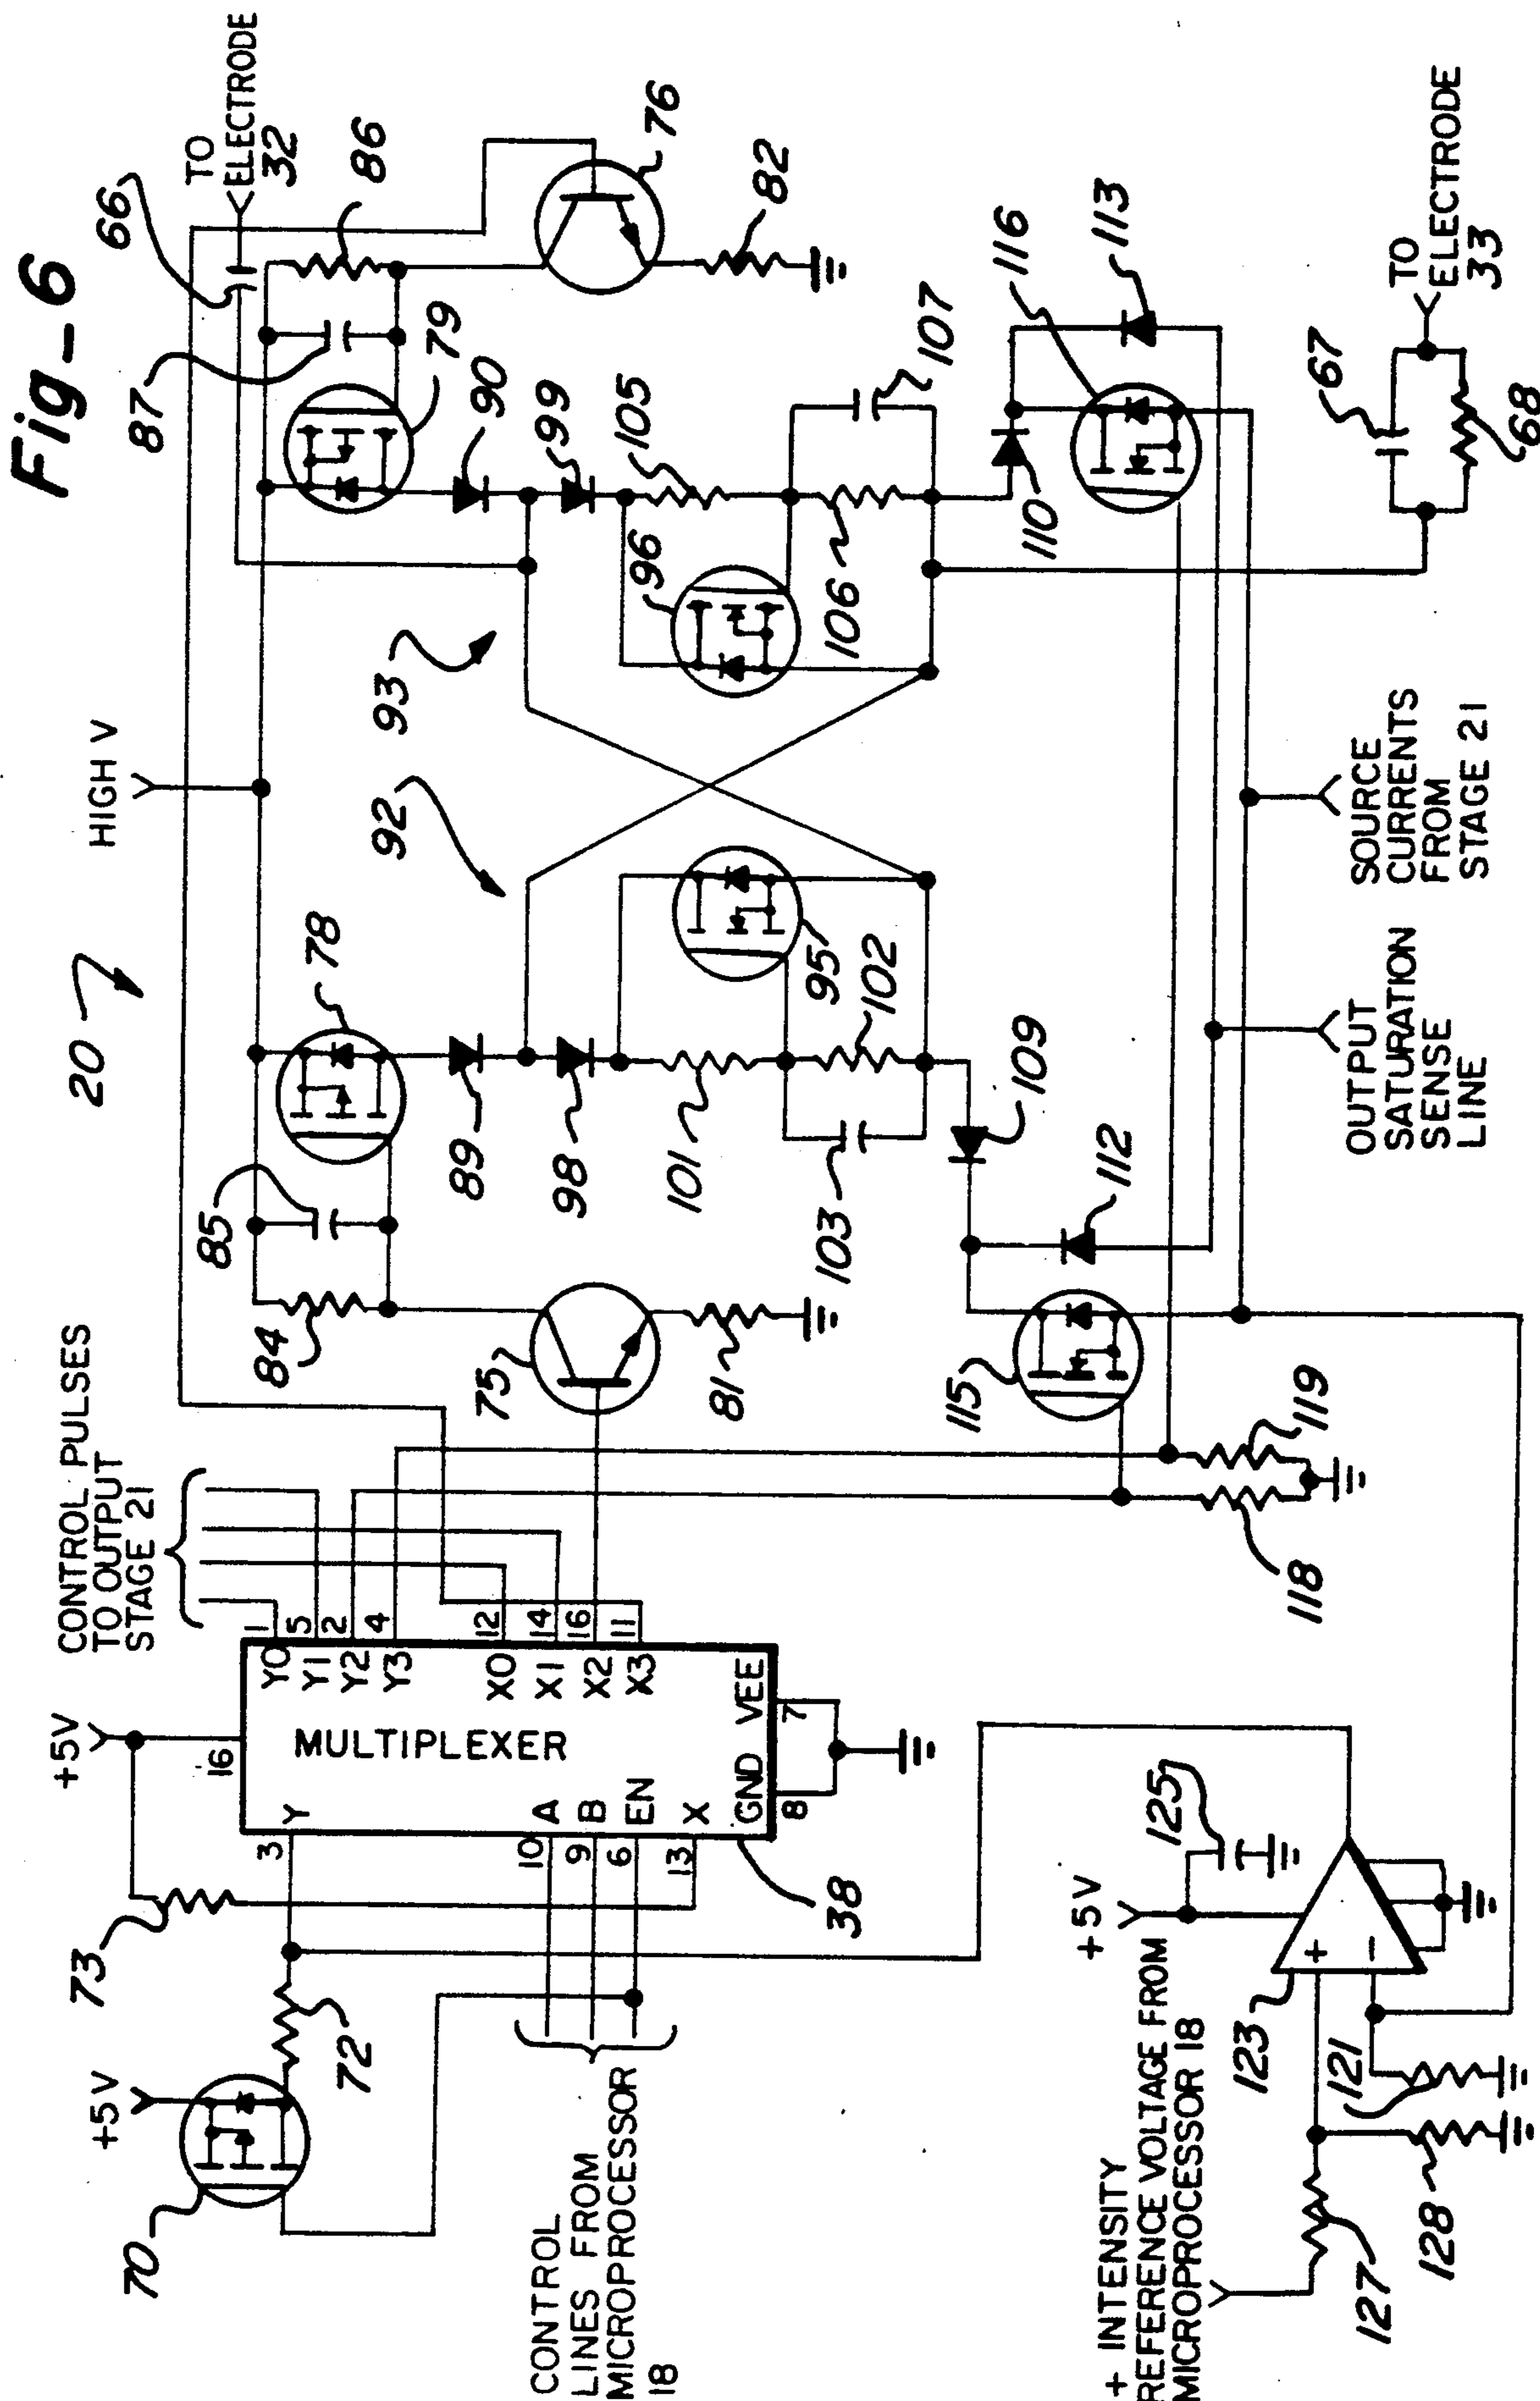 Fig-6
20
HIGH V
TO
ELECTRODE
32
66
86
87
79
76
82
90
99
105
93
96
106
107
110
116
113
TO
ELECTRODE
33
67
68
92
78
85
84
89
98
95
101
102
103
109
112
75
81
115
118
119
SOURCE
CURRENTS
FROM
STAGE 21
OUTPUT
SATURATION
SENSE
LINE
CONTROL PULSES
TO OUTPUT
STAGE 21
+5V
16
1
5
2
4
12
14
16
11
Y0
Y1
Y2
Y3
X0
X1
X2
X3
MULTIPLEXER
Y
A
B
EN
X
GND VEE
3
10
9
6
13
8
7
38
73
72
+5V
70
CONTROL
LINES FROM
MICROPROCESSOR
18
+5V
125
+ INTENSITY
REFERENCE VOLTAGE FROM
MICROPROCESSOR 18
123
+
−
121
127
128